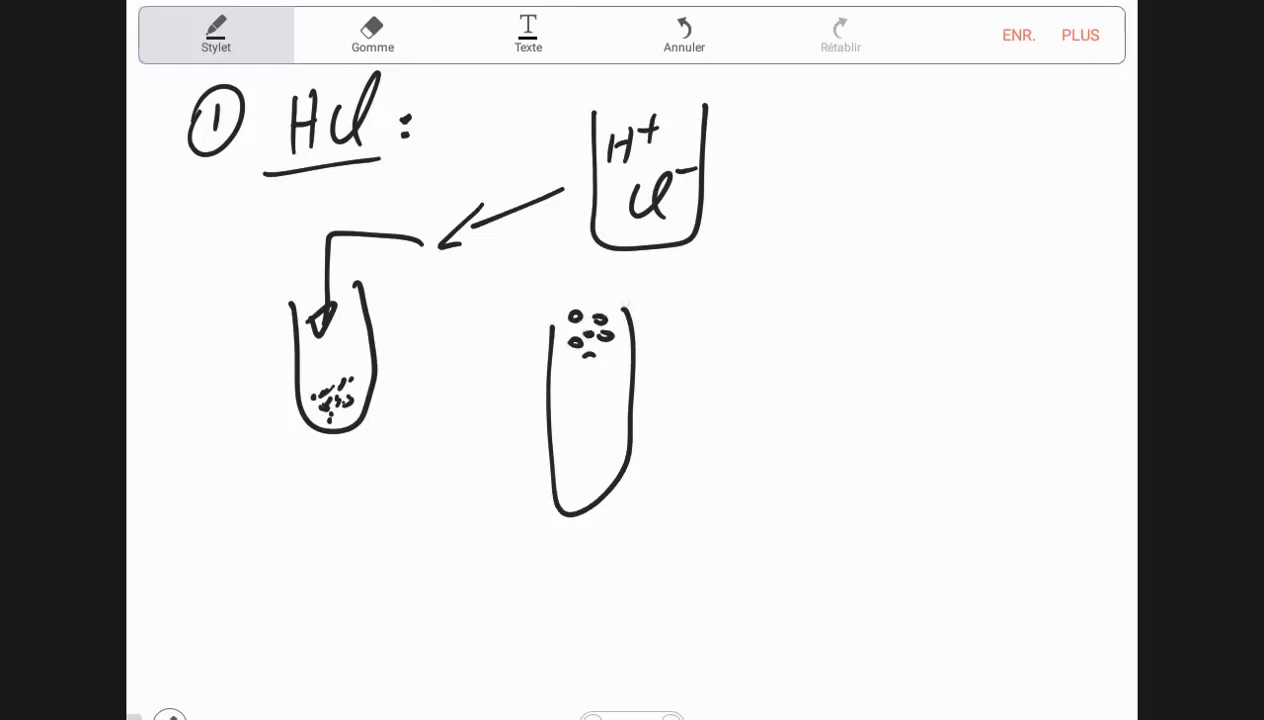 Stylet
Gomme
T
Texte
Annuler
Rétablir
ENR.
PLUS
① HCl :
H+
Cl-